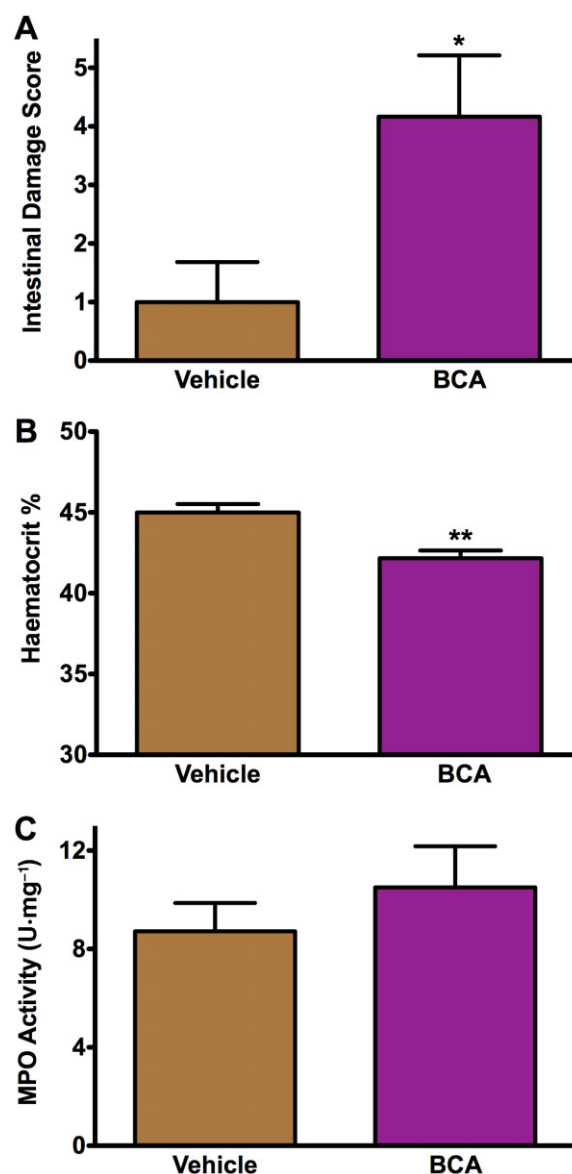 A
Intestinal Damage Score
5
4
3
2
1
0
*
Vehicle
BCA
B
Haematocrit %
50
45
40
35
30
**
Vehicle
BCA
C
MPO Activity (U·mg⁻¹)
12
8
4
0
Vehicle
BCA